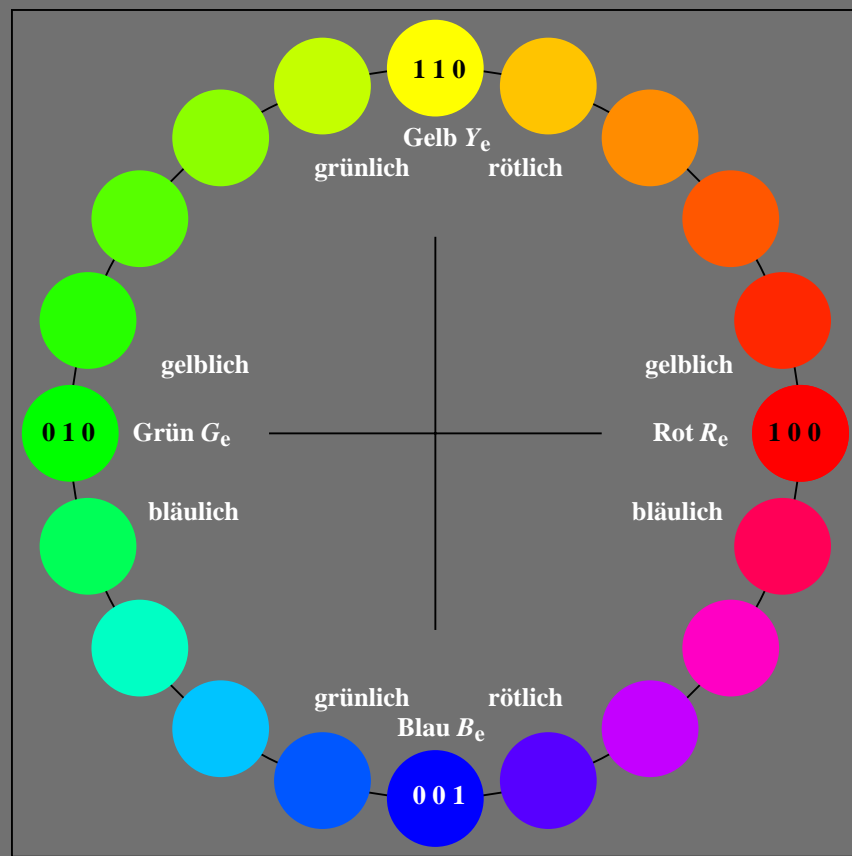 1 1 0
Gelb Yₑ
grünlich rötlich
gelblich gelblich
0 1 0 Grün Gₑ Rot Rₑ 1 0 0
bläulich bläulich
grünlich rötlich
Blau Bₑ
0 0 1